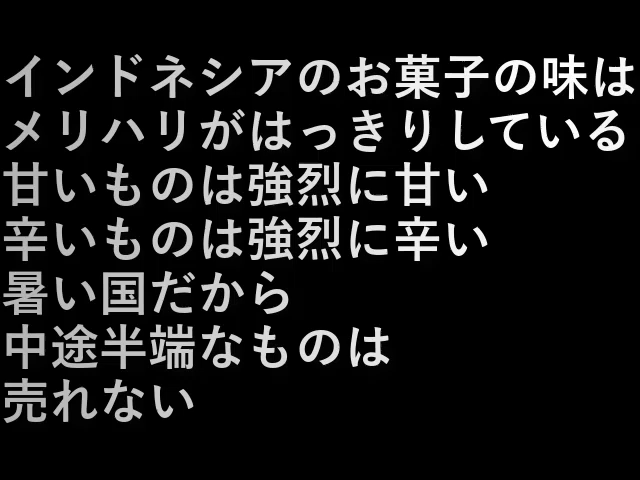 インドネシアのお菓子の味は
メリハリがはっきりしている
甘いものは強烈に甘い
辛いものは強烈に辛い
暑い国だから
中途半端なものは
売れない